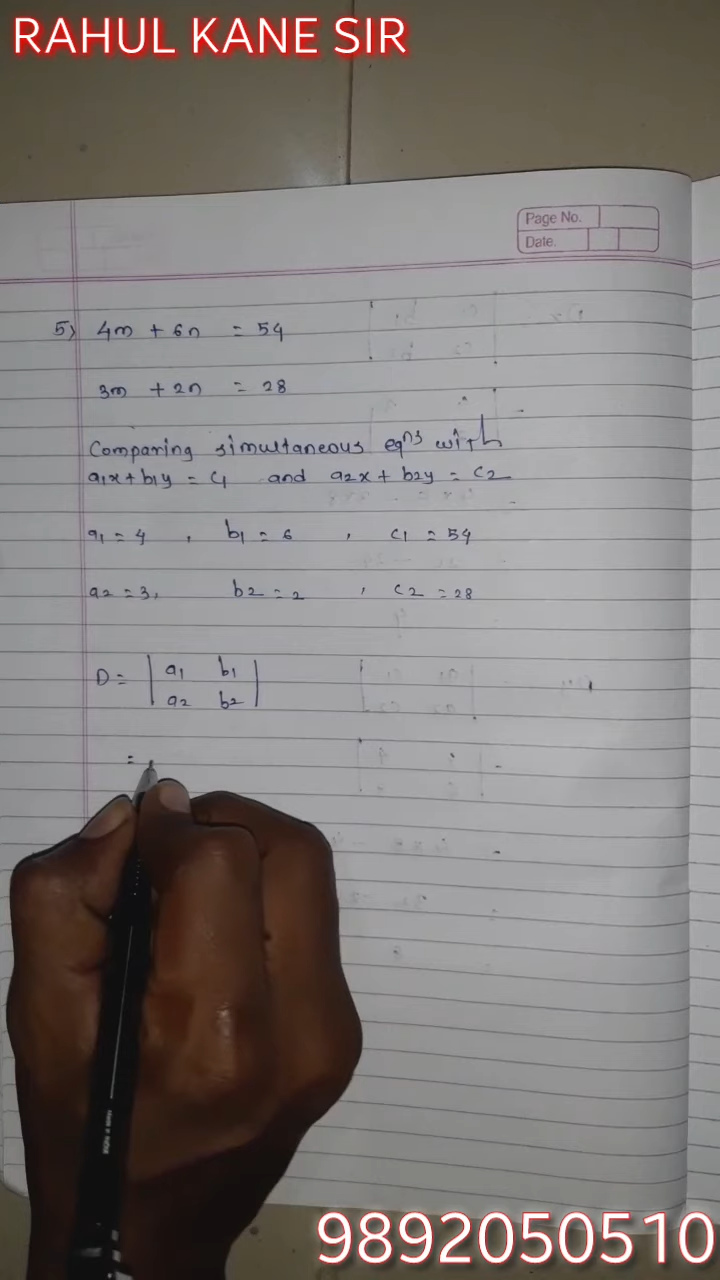 RAHUL KANE SIR
Page No.
Date.
5) 4m + 6n = 54
3m + 2n = 28
Comparing simultaneous eqns with
a1x + b1y = c1 and a2x + b2y = c2
a1 = 4 , b1 = 6 , c1 = 54
a2 = 3, b2 = 2 , c2 = 28
D = | a1 b1 |
| a2 b2 |
=
9892050510